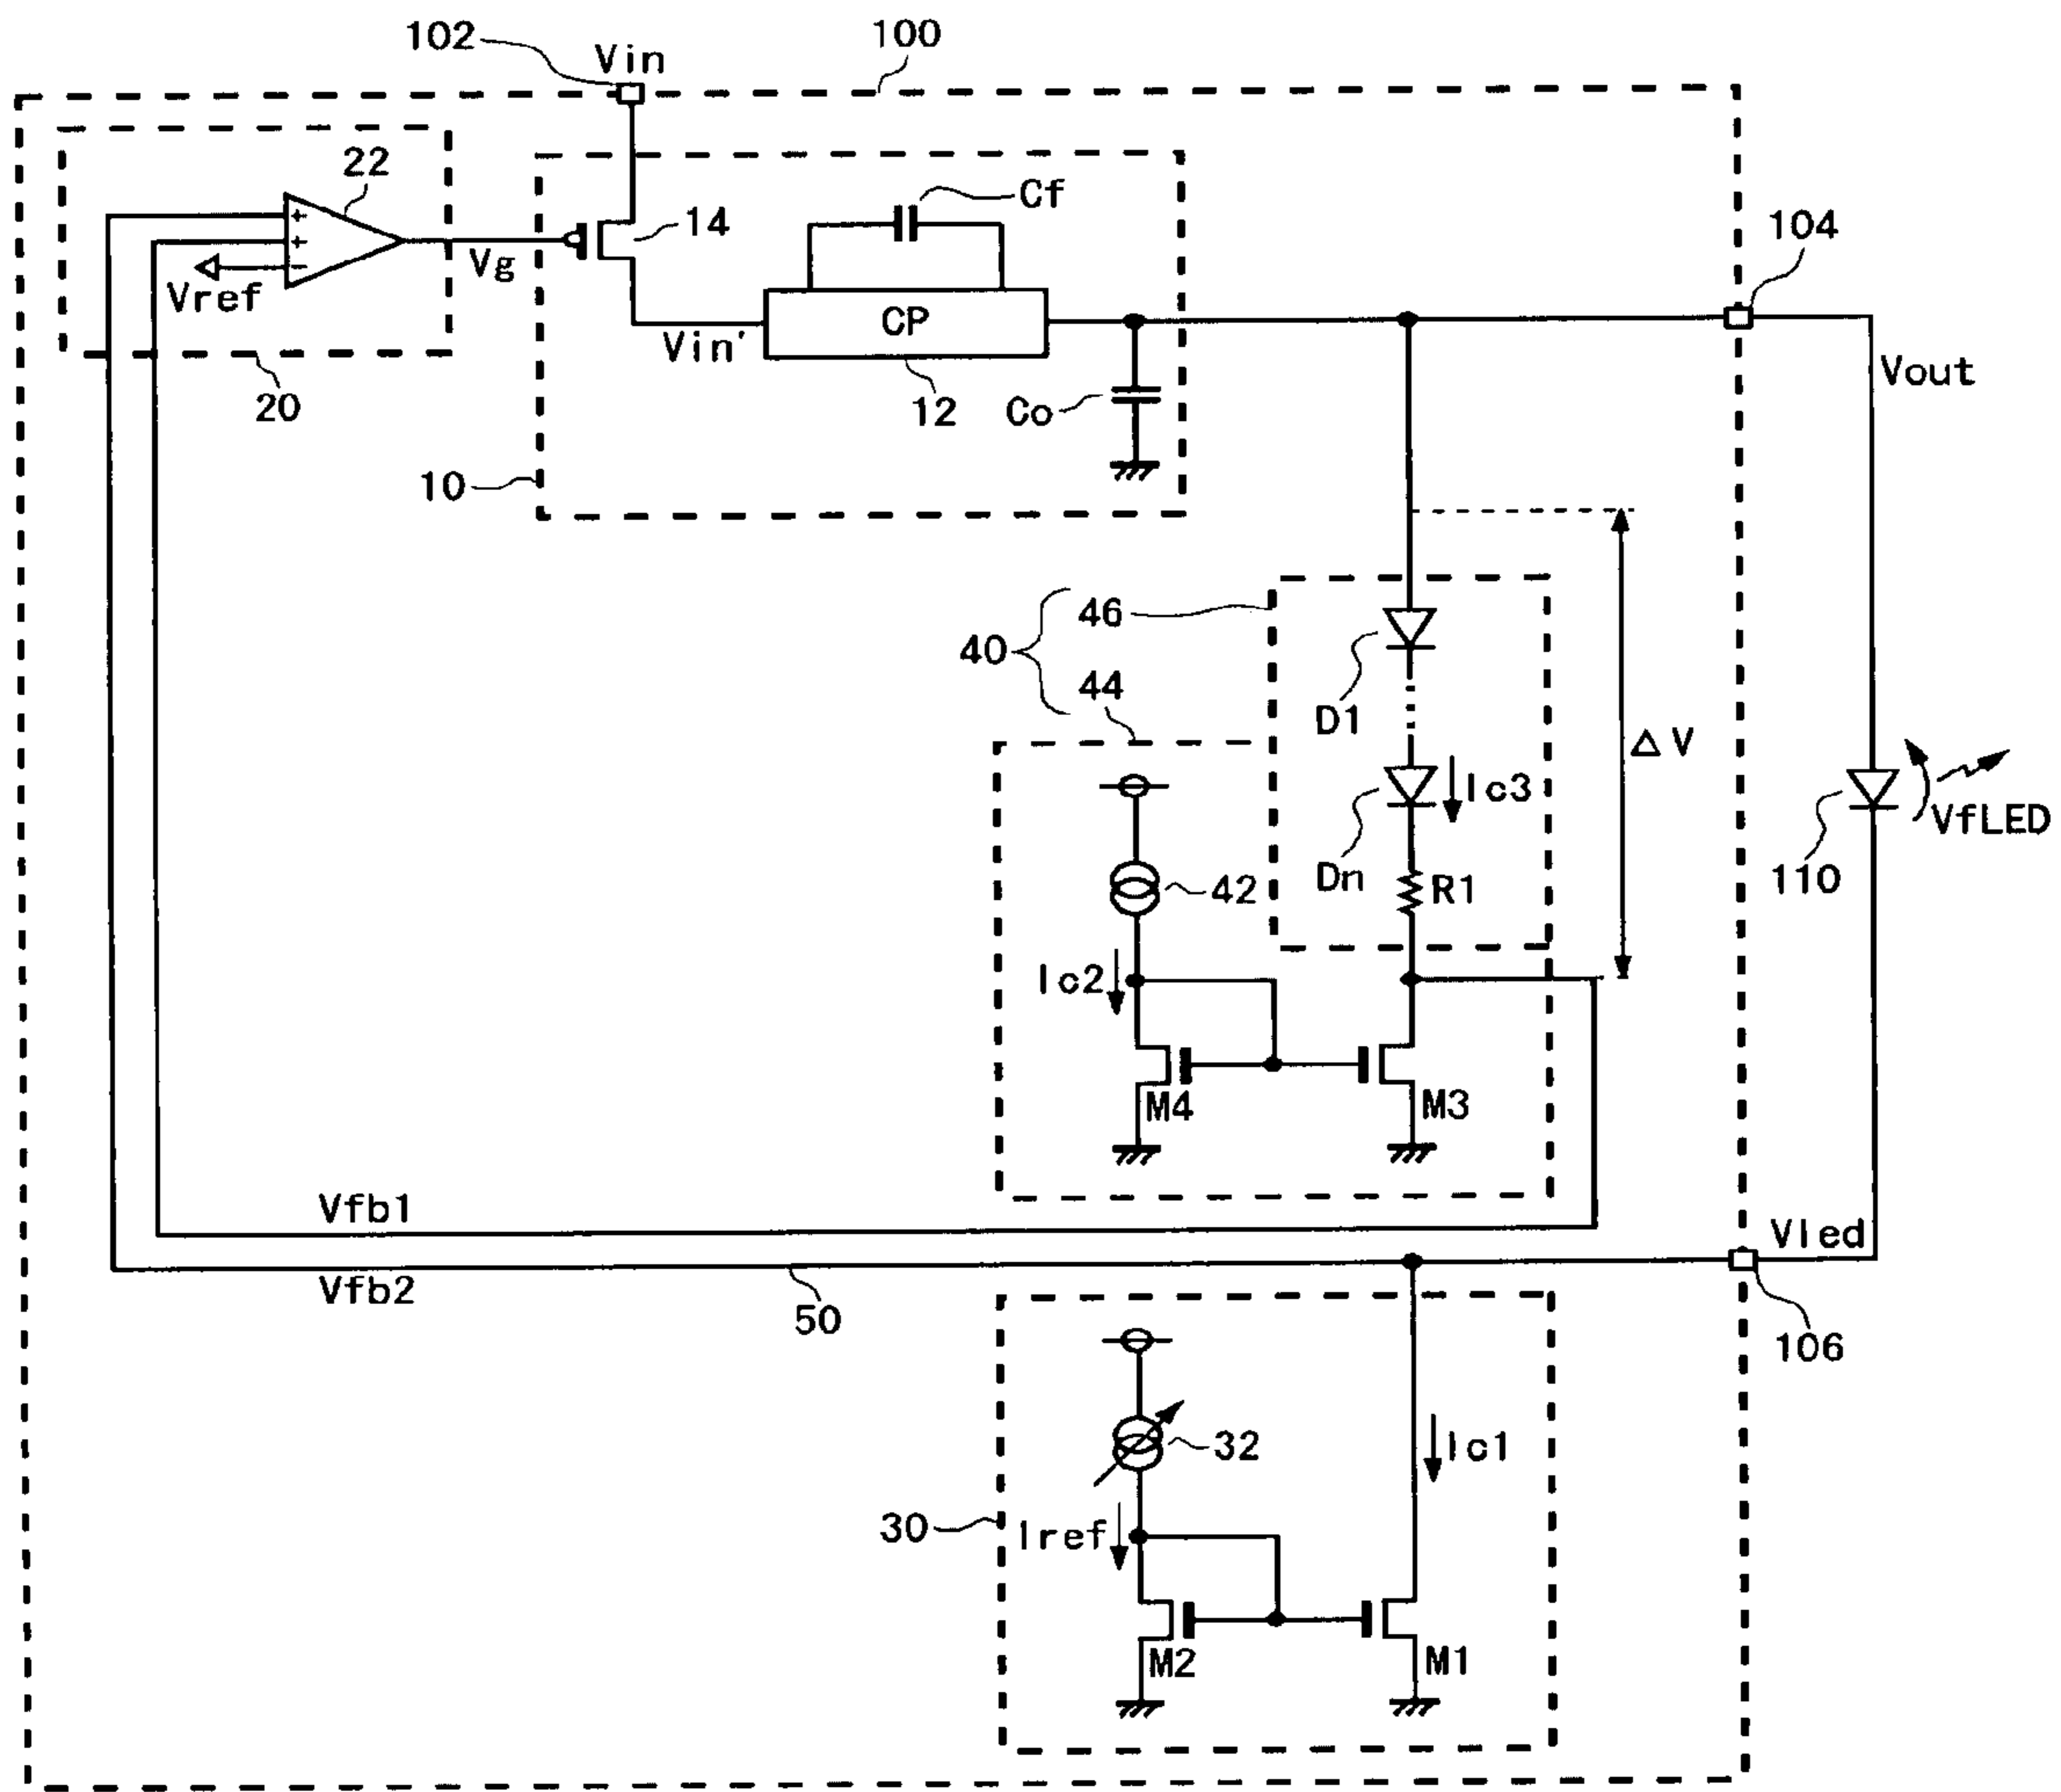 102
Vin
100
22
Cf
14
104
Vg
Vref
CP
Vin'
Vout
20
12
Co
10
46
40
44
D1
ΔV
Ic3
VfLED
Dn
R1
110
42
Ic2
M4
M3
Vfb1
Vled
Vfb2
50
106
32
Ic1
30
Iref
M2
M1